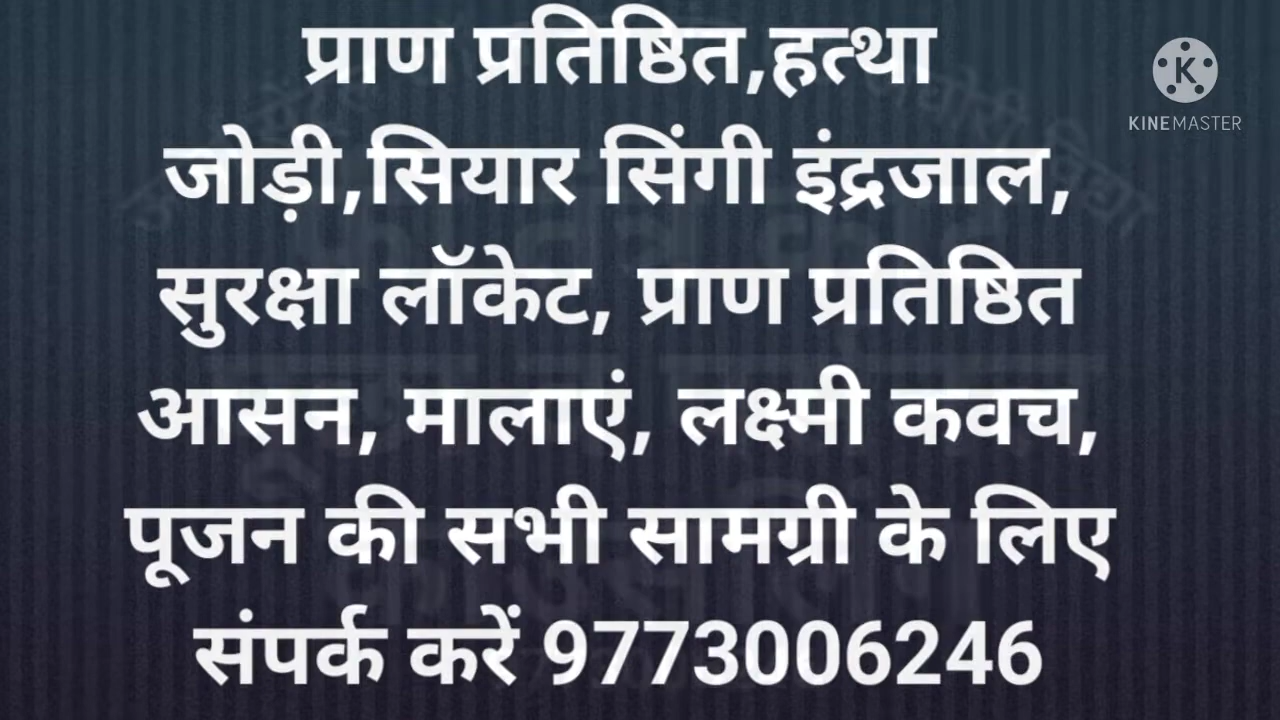 प्राण प्रतिष्ठित,हत्था
जोड़ी,सियार सिंगी इंद्रजाल,
सुरक्षा लॉकेट, प्राण प्रतिष्ठित
आसन, मालाएं, लक्ष्मी कवच,
पूजन की सभी सामग्री के लिए
संपर्क करें 9773006246
K
KINEMASTER